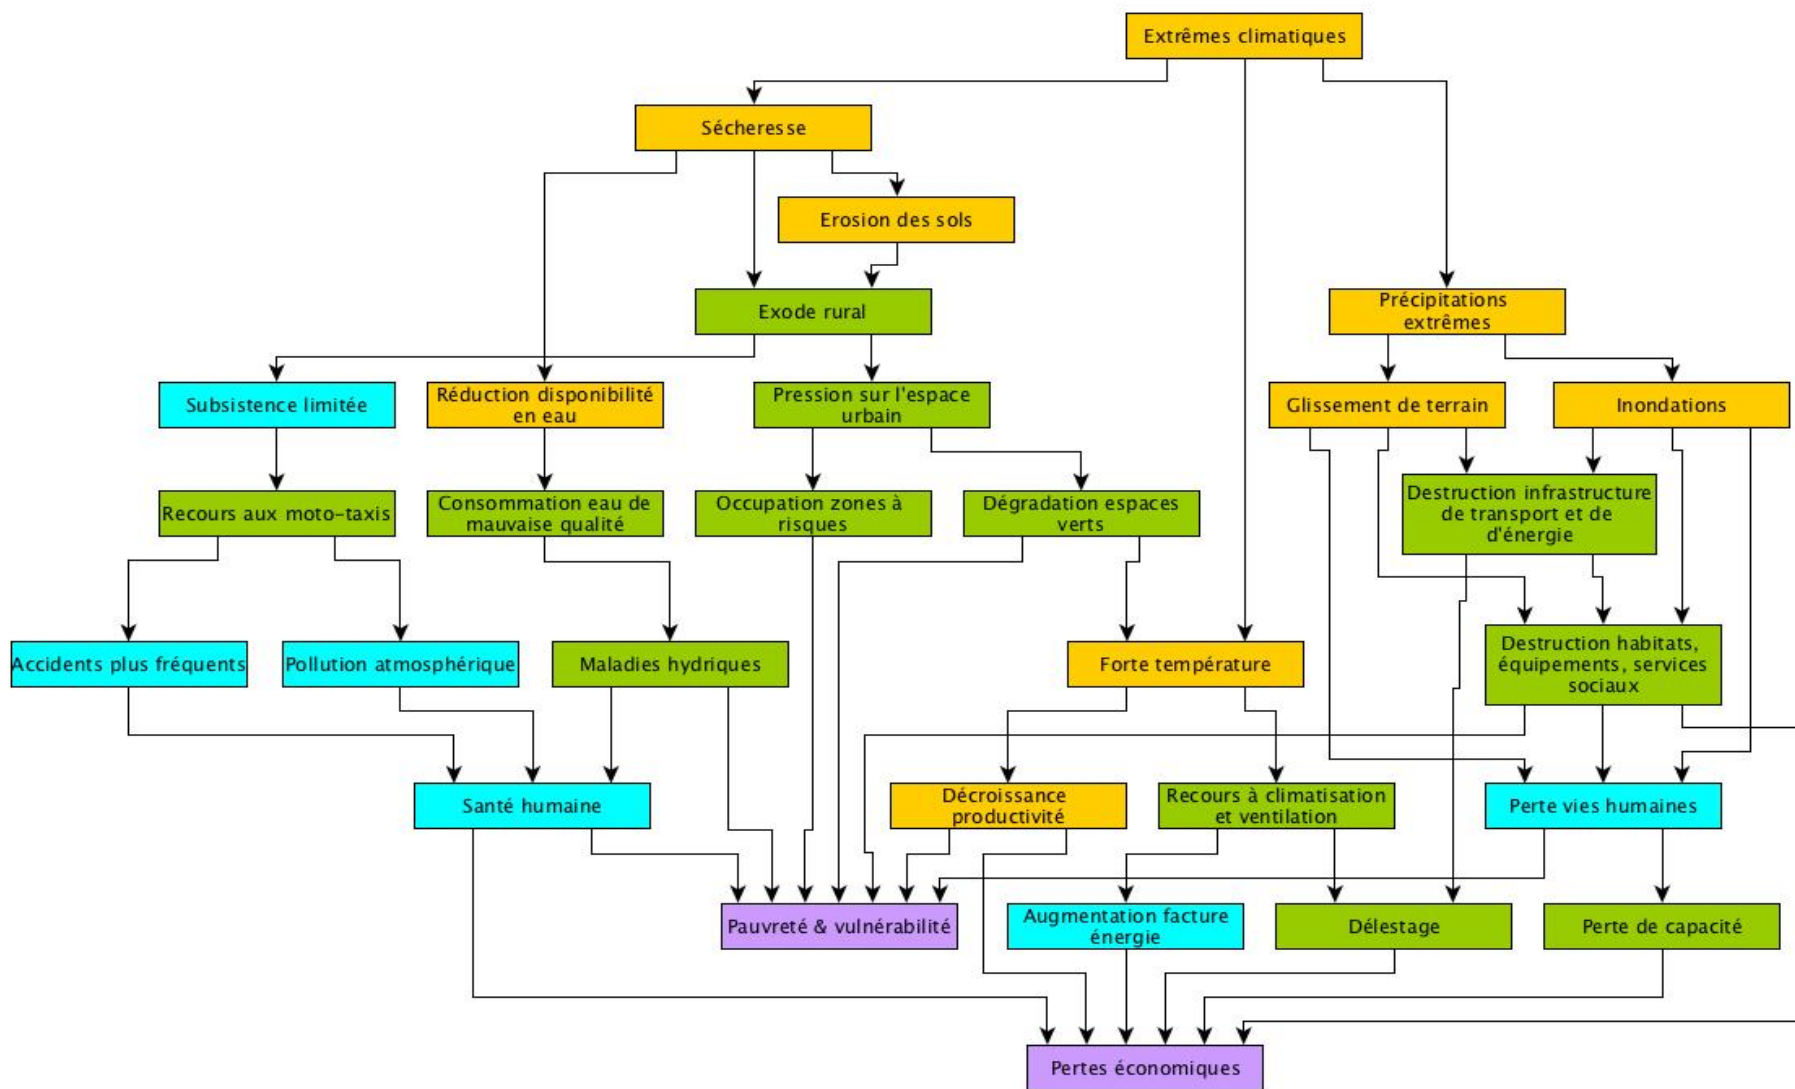 Extrêmes climatiques
Sécheresse
Erosion des sols
Exode rural
Précipitations
extrêmes
Subsistence limitée
Réduction disponibilité
en eau
Pression sur l'espace
urbain
Glissement de terrain
Inondations
Recours aux moto-taxis
Consommation eau de
mauvaise qualité
Occupation zones à
risques
Dégradation espaces
verts
Destruction infrastructure
de transport et de
d'énergie
Accidents plus fréquents
Pollution atmosphérique
Maladies hydriques
Forte température
Destruction habitats,
équipements, services
sociaux
Santé humaine
Décroissance
productivité
Recours à climatisation
et ventilation
Perte vies humaines
Pauvreté & vulnérabilité
Augmentation facture
énergie
Délestage
Perte de capacité
Pertes économiques